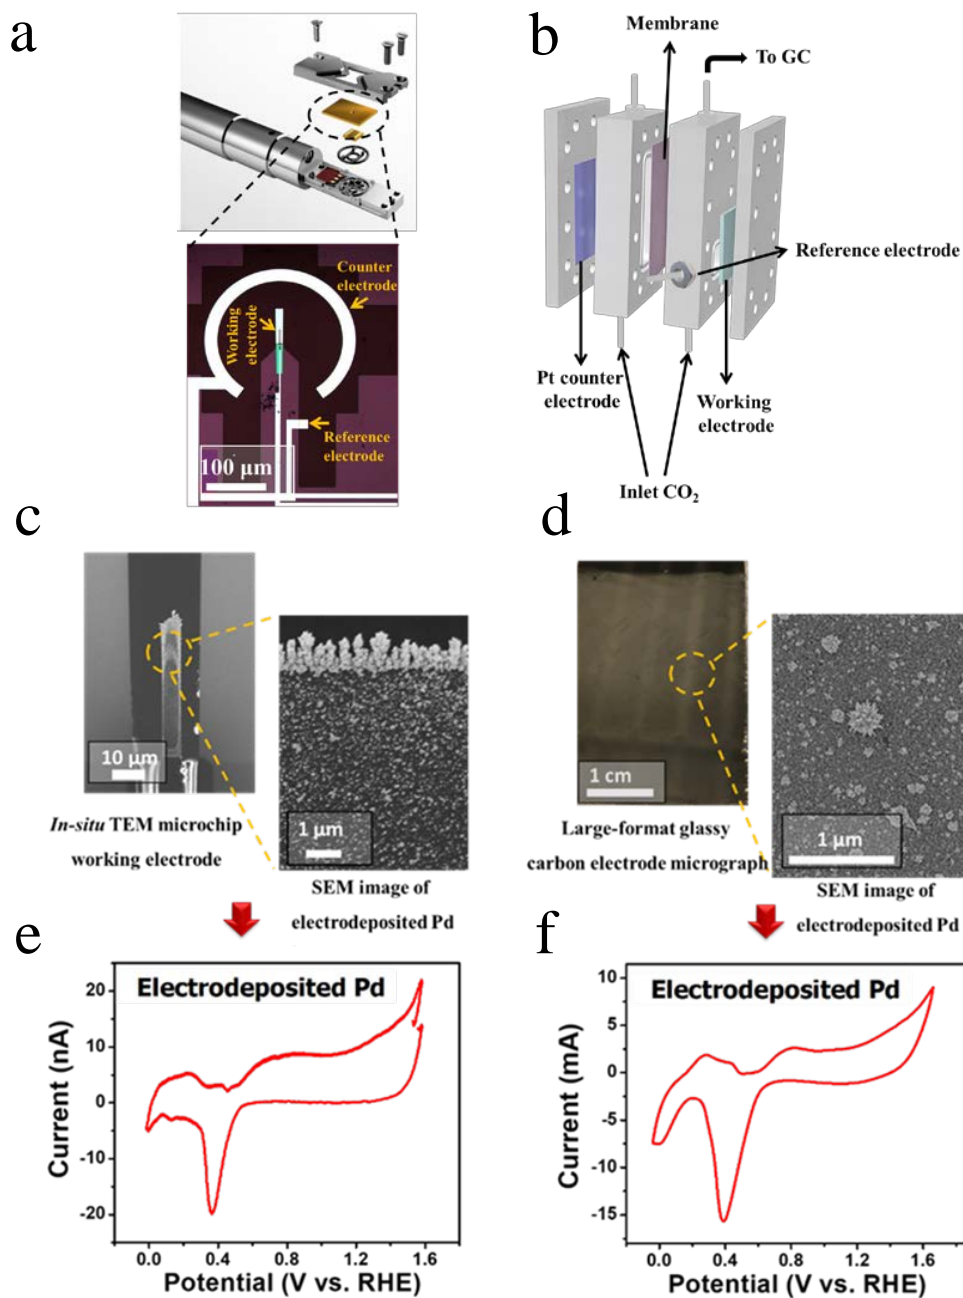 a
b
Membrane
To GC
Reference electrode
Pt counter
electrode
Working
electrode
Inlet CO₂
Counter
electrode
Working
electrode
Reference
electrode
100 µm
c
d
10 µm
1 µm
In-situ TEM microchip
working electrode
SEM image of
electrodeposited Pd
1 cm
1 µm
Large-format glassy
carbon electrode micrograph
SEM image of
electrodeposited Pd
e
f
Electrodeposited Pd
Current (nA)
20
10
0
-10
-20
0.0 0.4 0.8 1.2 1.6
Potential (V vs. RHE)
Electrodeposited Pd
Current (mA)
10
5
0
-5
-10
-15
0.0 0.4 0.8 1.2 1.6
Potential (V vs. RHE)